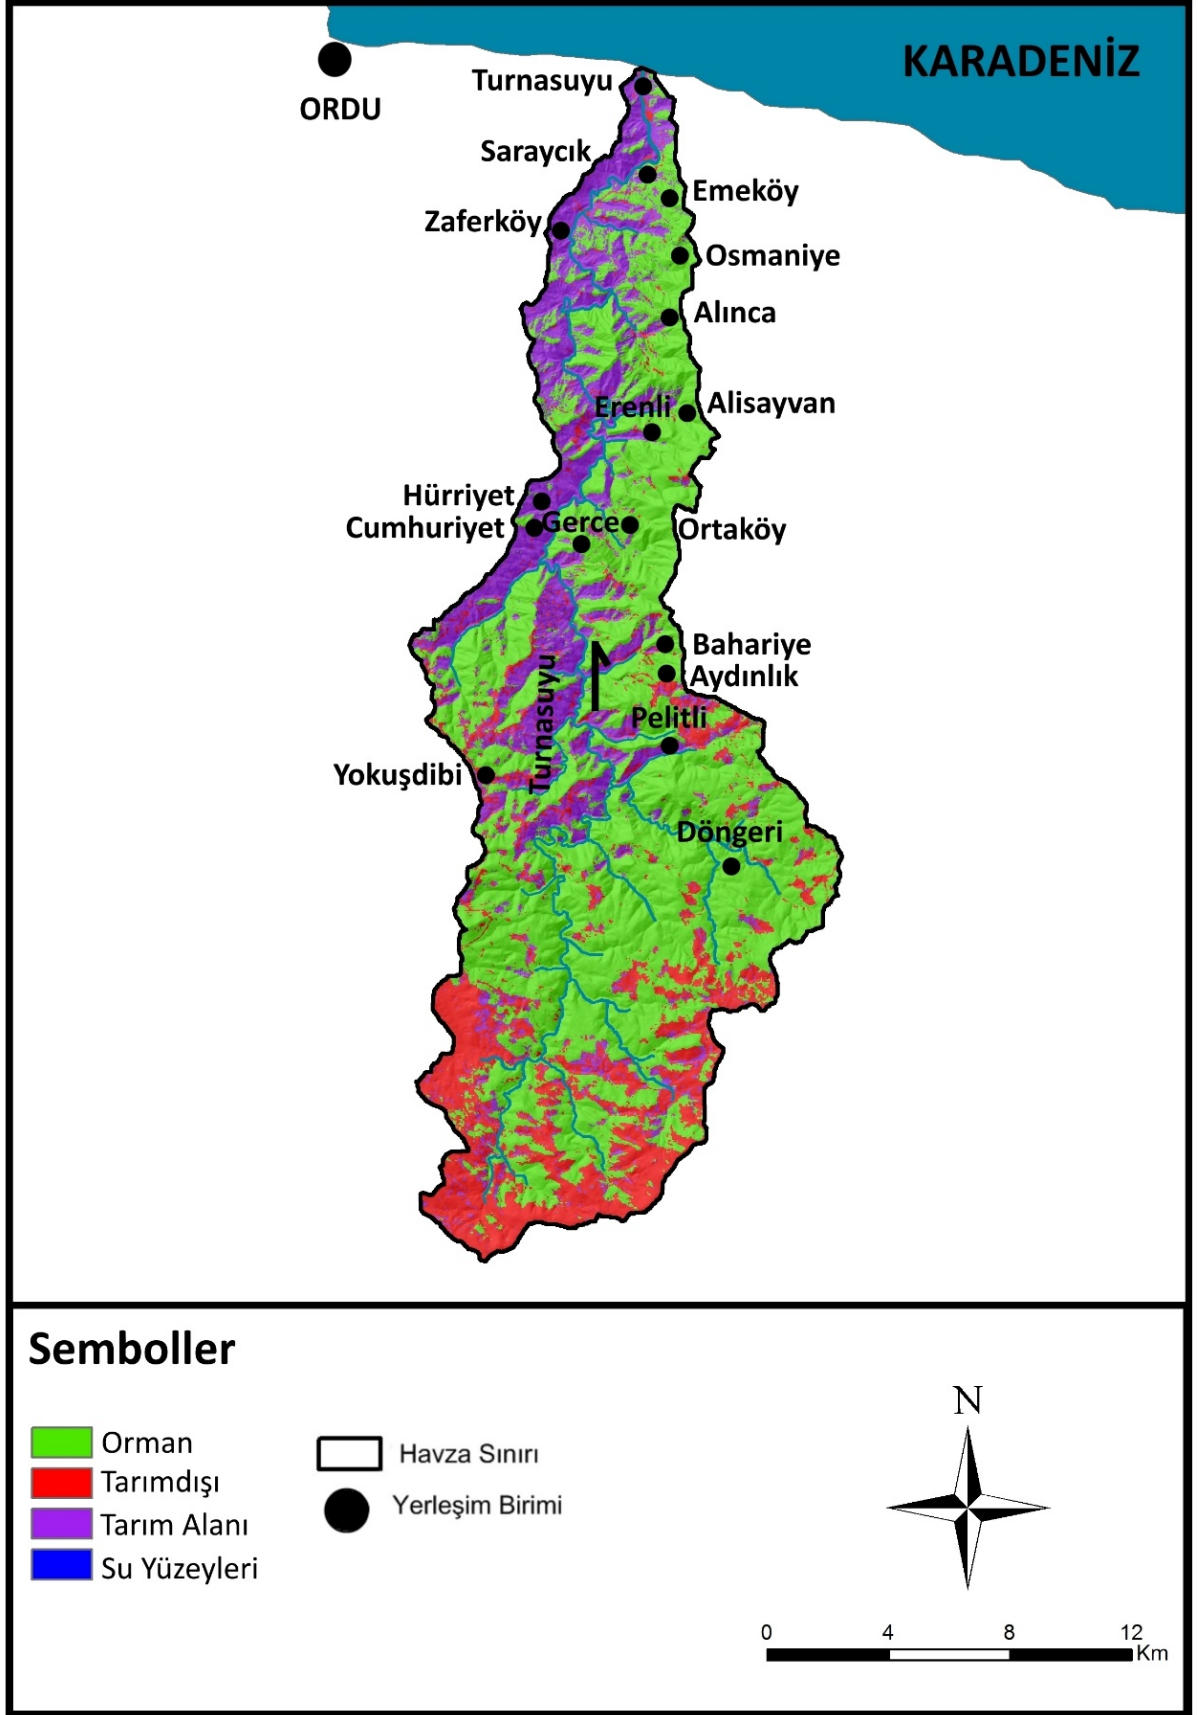 KARADENİZ
ORDU
Turnasuyu
Saraycık
Emeköy
Zaferköy
Osmaniye
Alınca
Erenli
Alisayvan
Hürriyet
Cumhuriyet
Gerce
Ortaköy
Bahariye
Aydınlık
Turnasuyu
Pelitli
Yokuşdibi
Döngeri
Semboller
Orman
Tarımdışı
Tarım Alanı
Su Yüzeyleri
Havza Sınırı
Yerleşim Birimi
N
0 4 8 12
Km